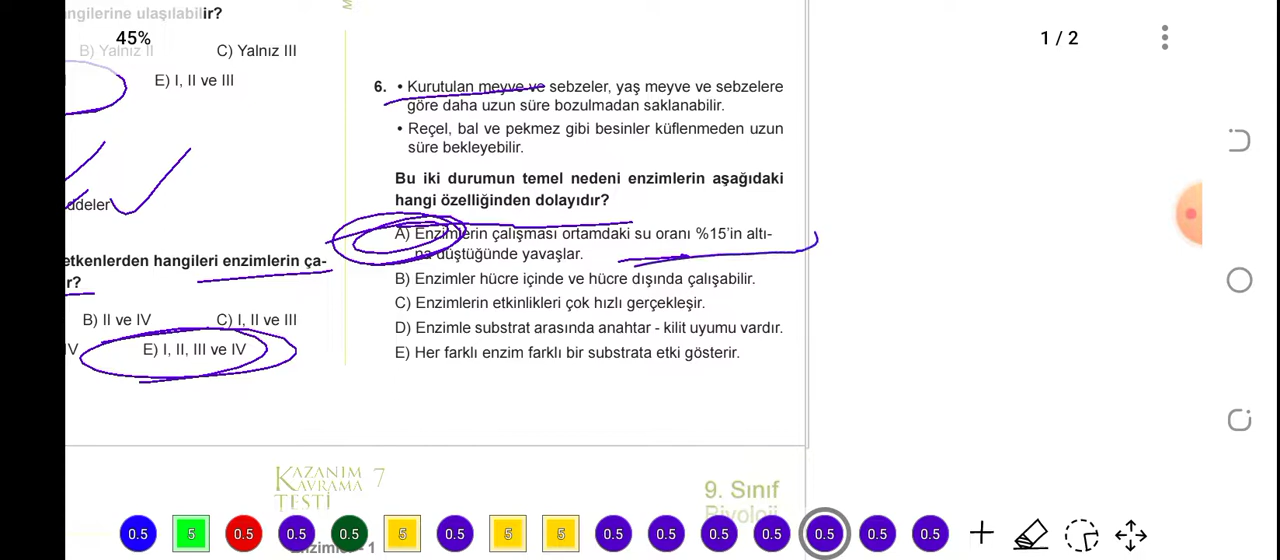 ngilerine ulaşılabilir?
45%
1 / 2
B) Yalnız II C) Yalnız III
E) I, II ve III
ddeler
etkenlerden hangileri enzimlerin ça-
r?
B) II ve IV C) I, II ve III
IV E) I, II, III ve IV
6. • Kurutulan meyve ve sebzeler, yaş meyve ve sebzelere
göre daha uzun süre bozulmadan saklanabilir.
• Reçel, bal ve pekmez gibi besinler küflenmeden uzun
süre bekleyebilir.
Bu iki durumun temel nedeni enzimlerin aşağıdaki
hangi özelliğinden dolayıdır?
A) Enzimlerin çalışması ortamdaki su oranı %15'in altı-
na düştüğünde yavaşlar.
B) Enzimler hücre içinde ve hücre dışında çalışabilir.
C) Enzimlerin etkinlikleri çok hızlı gerçekleşir.
D) Enzimle substrat arasında anahtar - kilit uyumu vardır.
E) Her farklı enzim farklı bir substrata etki gösterir.
KAZANIM
KAVRAMA 7
TESTİ
9. Sınıf
Biyoloji
0.5 5 0.5 0.5 0.5 5 0.5 5 5 0.5 0.5 0.5 0.5 0.5 0.5 0.5
Enzimler - 1